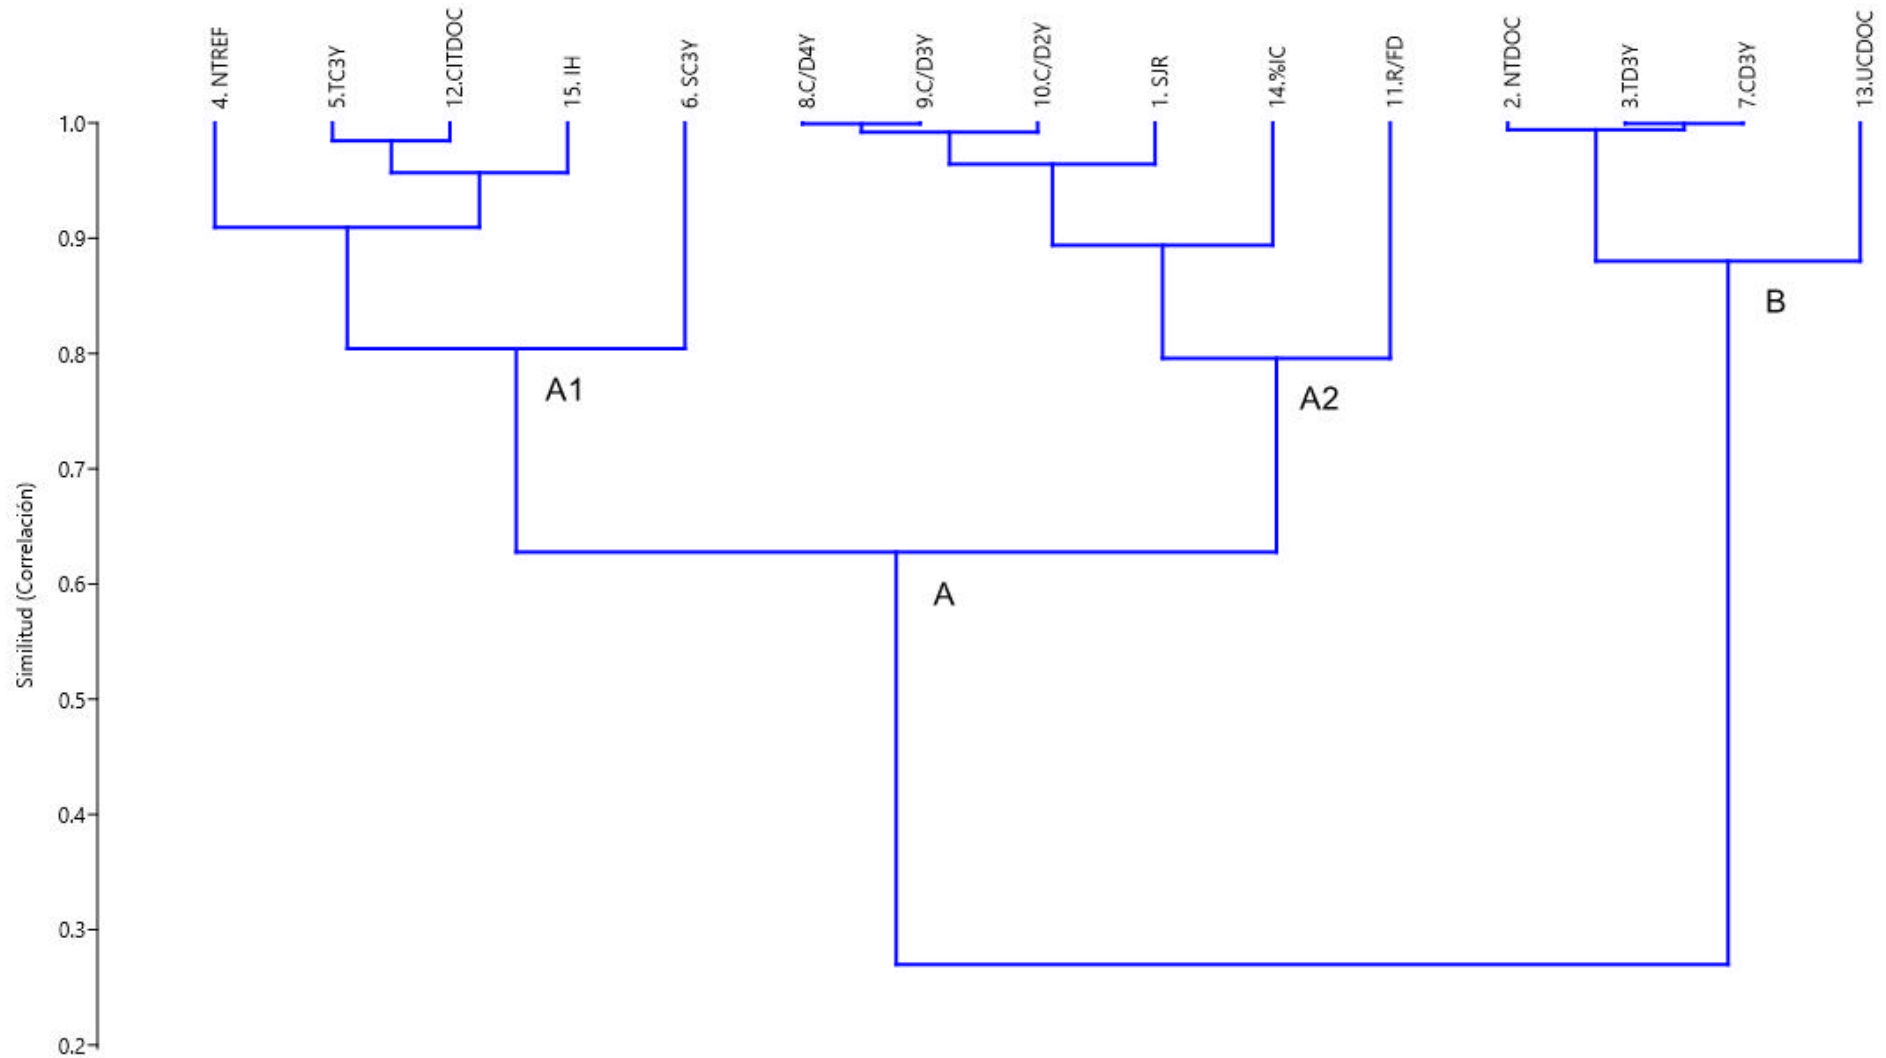 4. NTREF
5.TC3Y
12.CITDOC
15. IH
6. SC3Y
8.C/D4Y
9.C/D3Y
10.C/D2Y
1. SJR
14.%IC
11.R/FD
2. NTDOC
3.TD3Y
7.CD3Y
13.UCDOC
1.0
0.9
0.8
0.7
0.6
0.5
0.4
0.3
0.2
Similitud (Correlación)
A1
A2
B
A